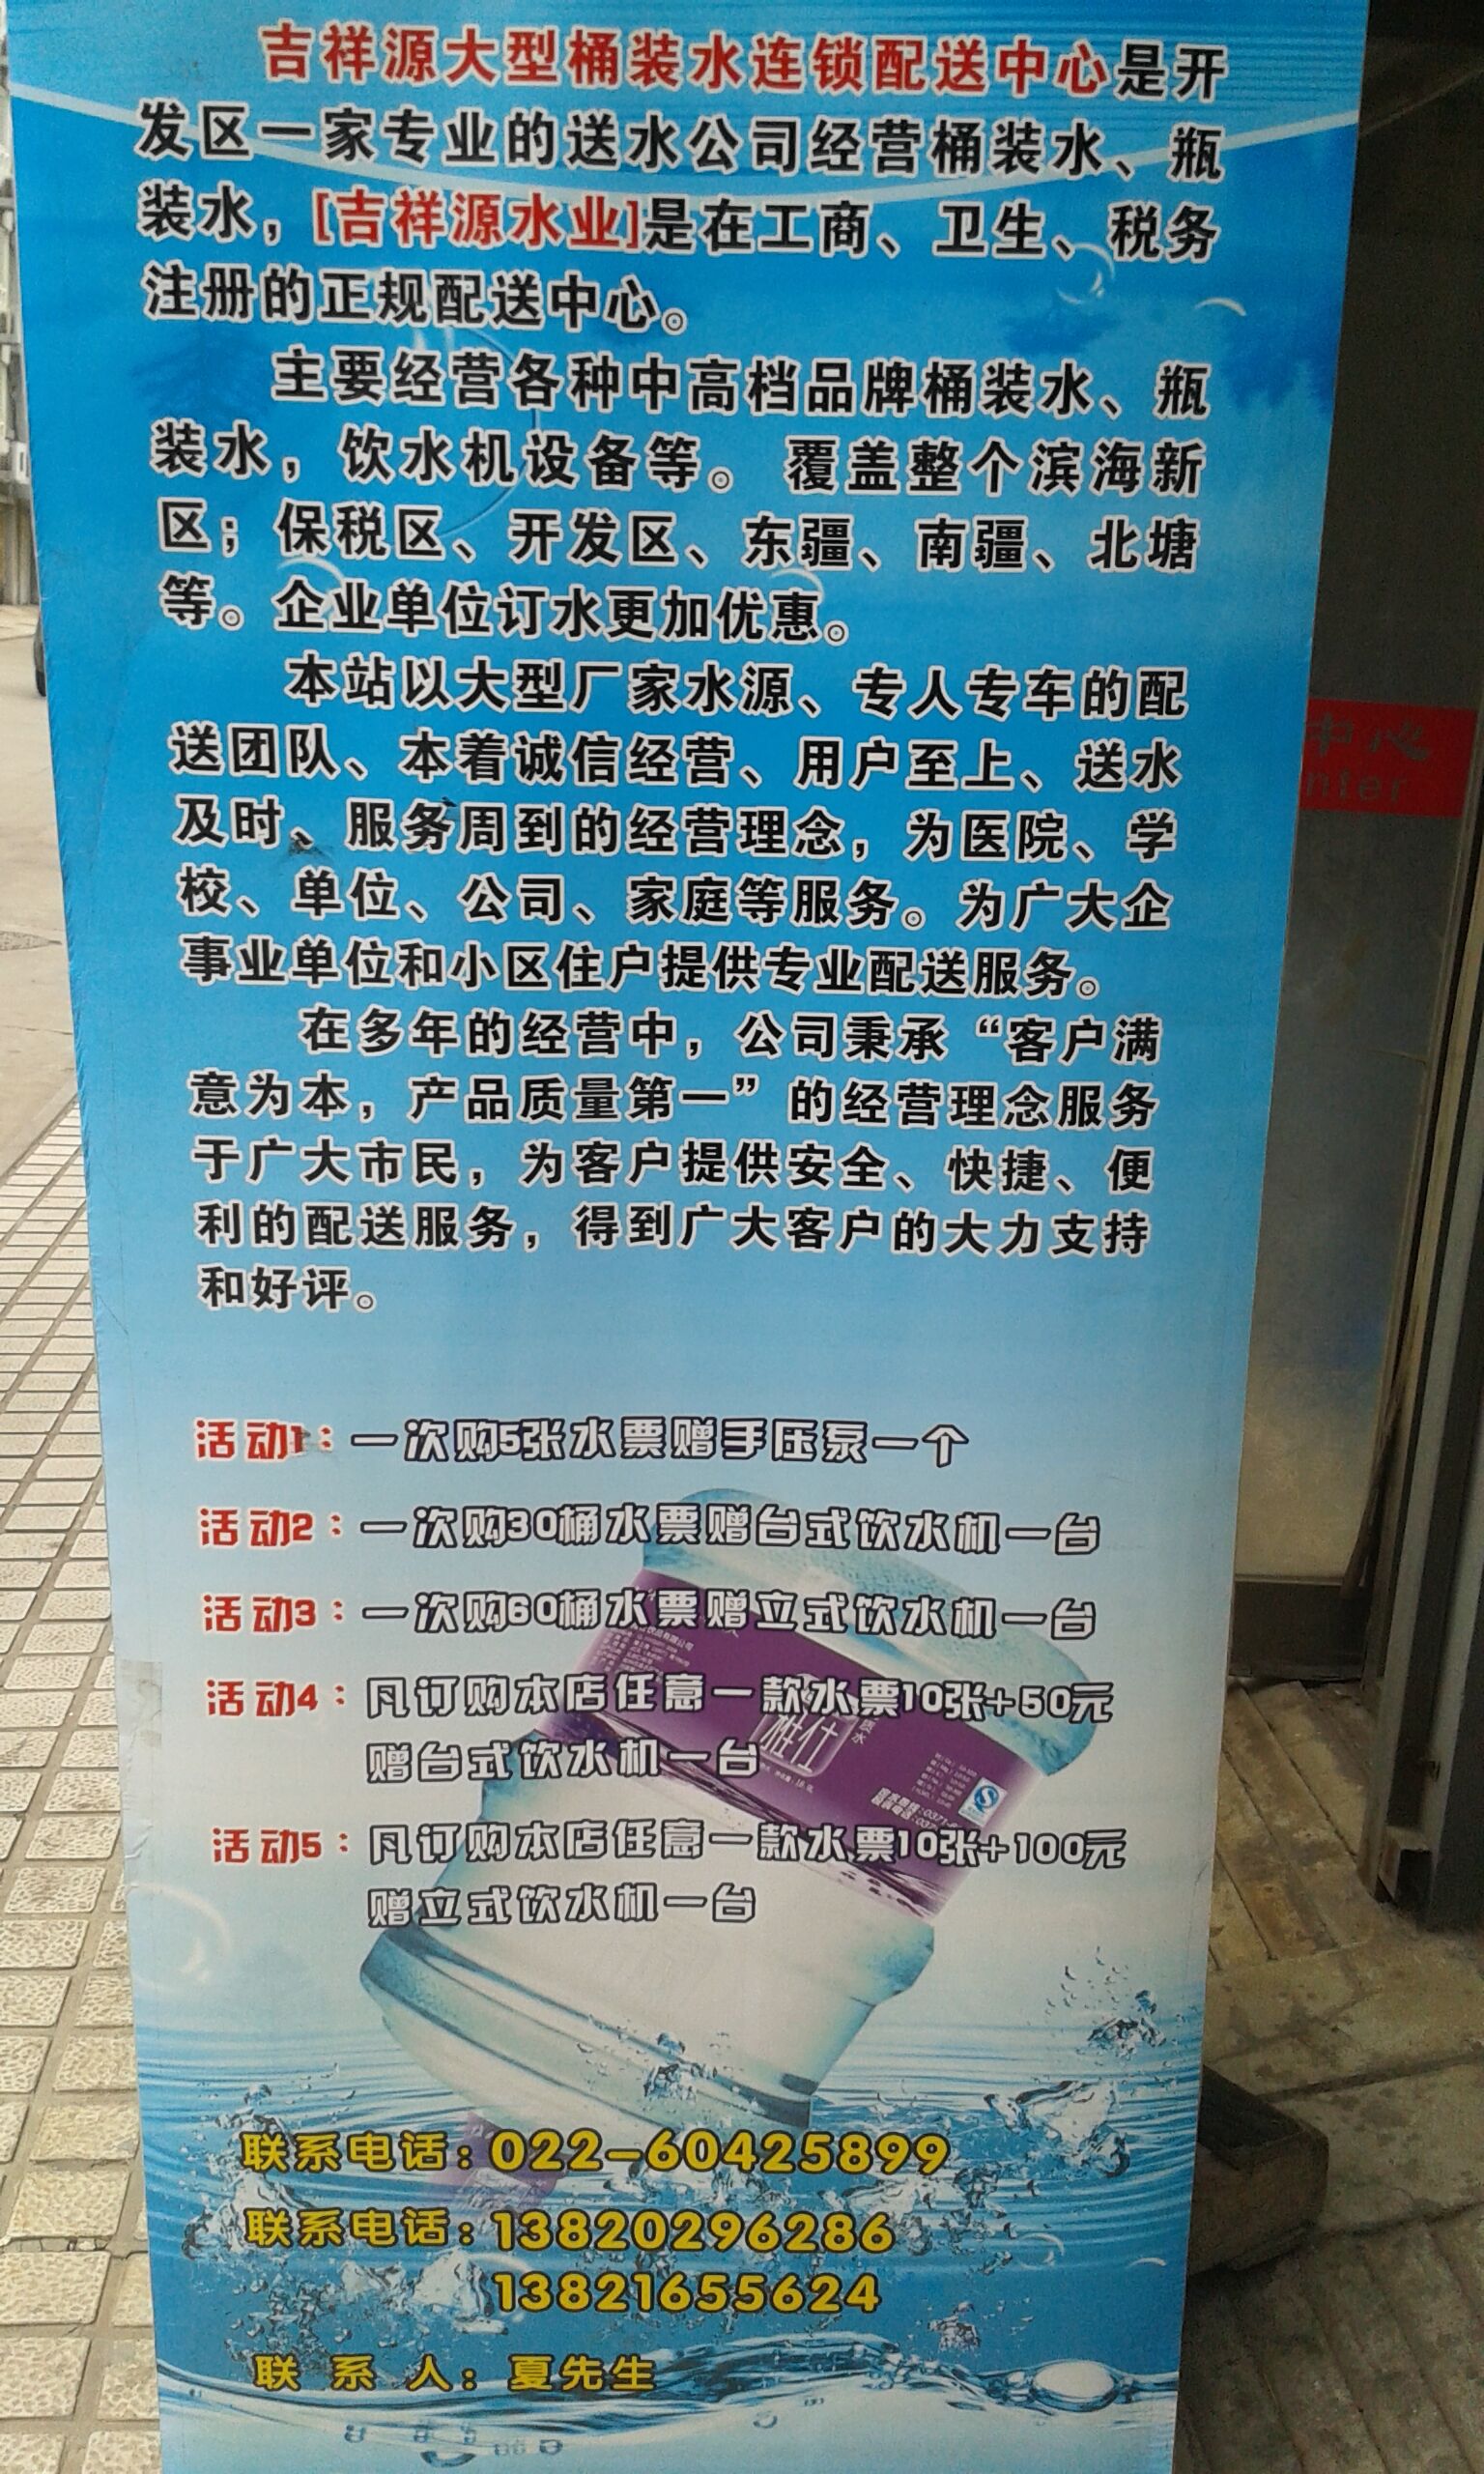 吉祥源大型桶装水连锁配送中心是开
发区一家专业的送水公司经营桶装水、瓶
装水，[吉祥源水业]是在工商、卫生、税务
注册的正规配送中心。
主要经营各种中高档品牌桶装水、瓶
装水，饮水机设备等。 覆盖整个滨海新
区；保税区、开发区、东疆、南疆、北塘
等。企业单位订水更加优惠。
本站以大型厂家水源、专人专车的配
送团队、本着诚信经营、用户至上、送水
及时、服务周到的经营理念，为医院、学
校、单位、公司、家庭等服务。为广大企
事业单位和小区住户提供专业配送服务。
在多年的经营中，公司秉承“客户满
意为本，产品质量第一”的经营理念服务
于广大市民，为客户提供安全、快捷、便
利的配送服务，得到广大客户的大力支持
和好评。
中心
nter
活动1：一次购5张水票赠手压泵一个
活动2：一次购30桶水票赠台式饮水机一台
活动3：一次购60桶水票赠立式饮水机一台
活动4：凡订购本店任意一款水票10张+50元
赠台式饮水机一台
活动5：凡订购本店任意一款水票10张+100元
赠立式饮水机一台
联系电话：022-60425899
联系电话：13820296286
13821655624
联 系 人：夏先生